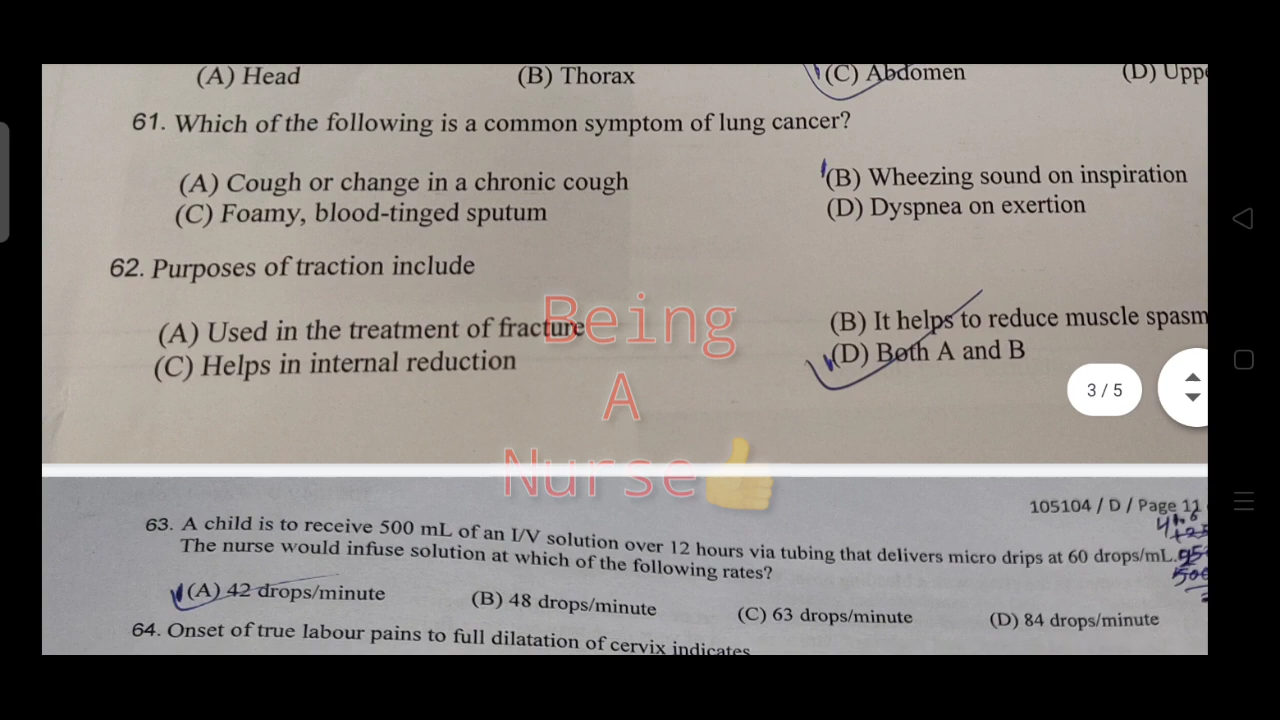 (A) Head (B) Thorax (C) Abdomen (D)
61. Which of the following is a common symptom of lung cancer?
(A) Cough or change in a chronic cough (B) Wheezing sound on inspiration
(C) Foamy, blood-tinged sputum (D) Dyspnea on exertion
62. Purposes of traction include
(A) Used in the treatment of fracture (B) It helps to reduce muscle spasm
(C) Helps in internal reduction (D) Both A and B
Being
A
Nurse
3 / 5
105104 / D / Page 11
63. A child is to receive 500 mL of an I/V solution over 12 hours via tubing that delivers micro drips at 60 drops/mL.
The nurse would infuse solution at which of the following rates?
(A) 42 drops/minute (B) 48 drops/minute (C) 63 drops/minute (D) 84 drops/minute
64. Onset of true labour pains to full dilatation of cervix indicates